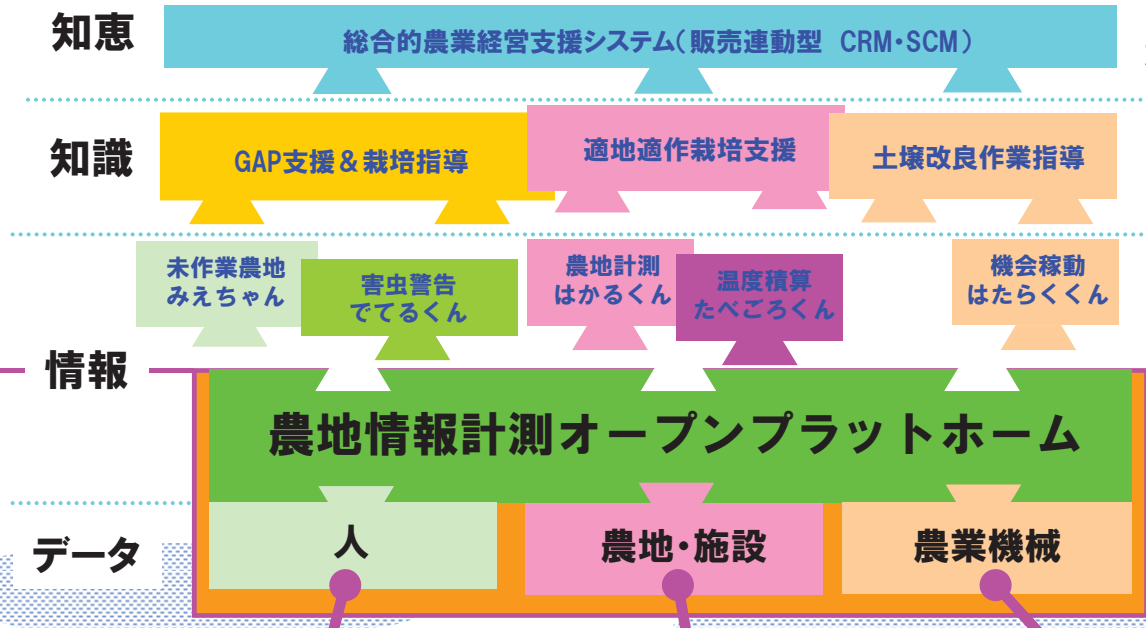 知恵
総合的農業経営支援システム（販売連動型 CRM・SCM）
知識
GAP支援＆栽培指導
適地適作栽培支援
土壌改良作業指導
未作業農地
みえちゃん
害虫警告
でてるくん
農地計測
はかるくん
温度積算
たべごろくん
機会稼動
はたらくくん
情報
農地情報計測オープンプラットホーム
データ
人
農地・施設
農業機械